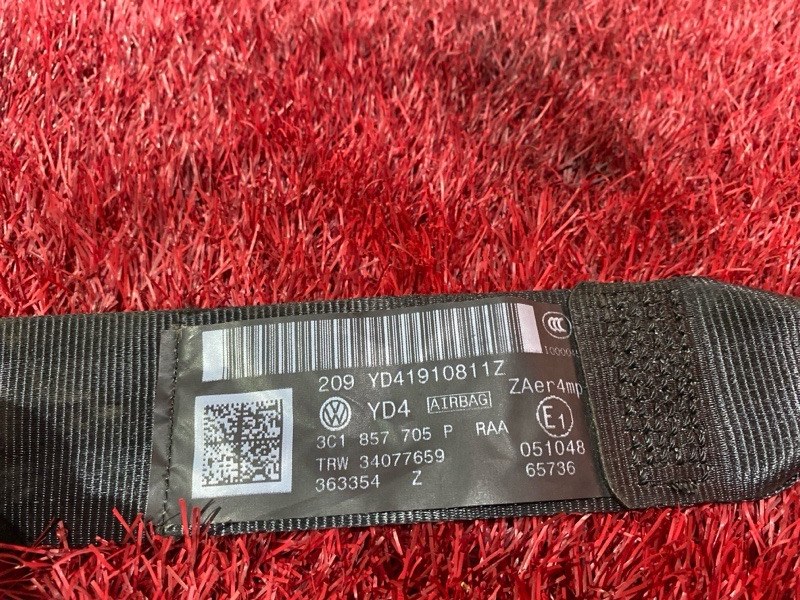 209 YD41910811Z
ZAer4mp
YD4 AIRBAG
E1
3C1 857 705 P RAA
051048
TRW 34077659
65736
363354 Z